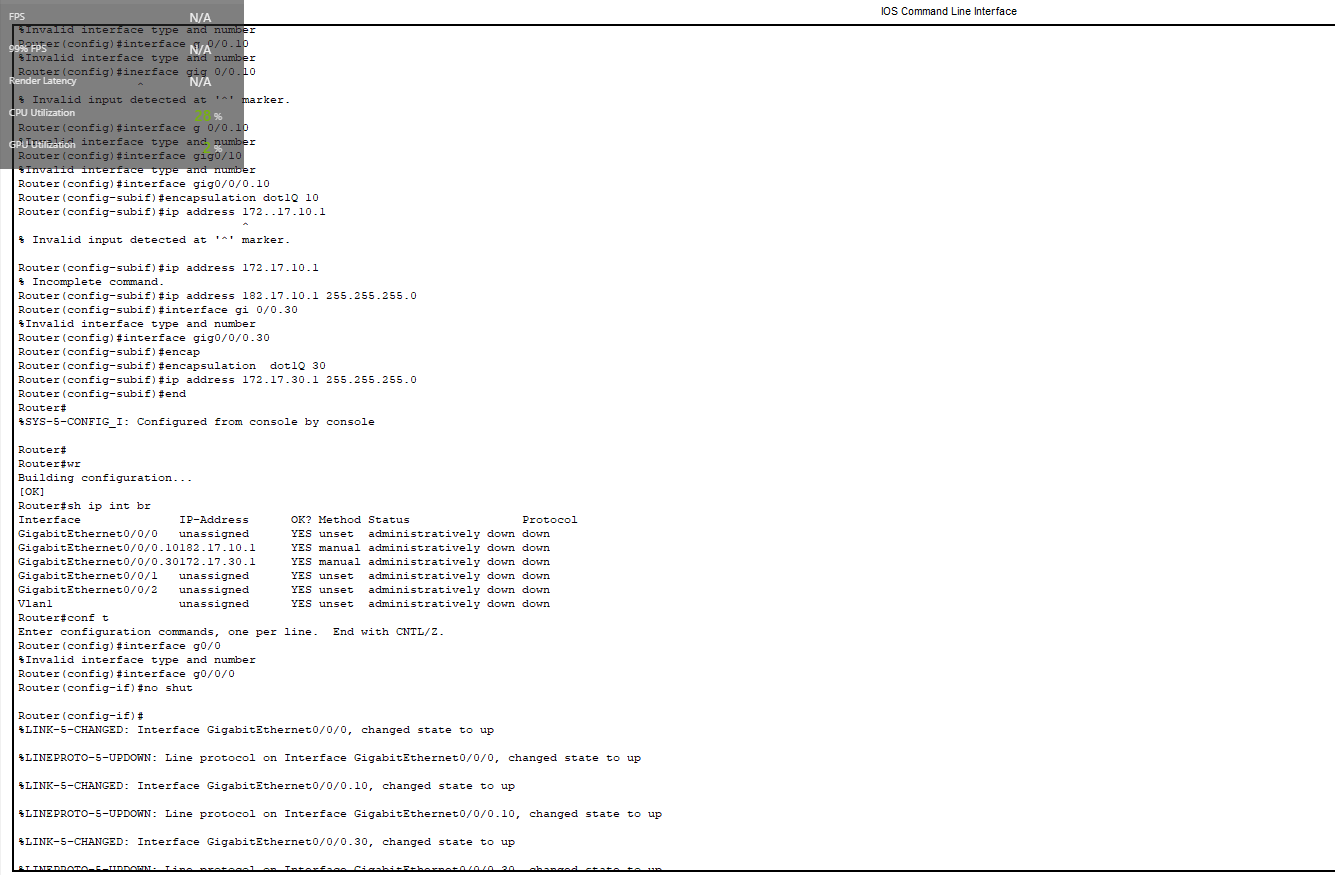 IOS Command Line Interface
FPS N/A
99% FPS N/A
Render Latency N/A
CPU Utilization 28 %
GPU Utilization %
%Invalid interface type and number
Router(config)#interface g 0/0.10
%Invalid interface type and number
Router(config)#inerface gig 0/0.10
^
% Invalid input detected at '^' marker.
Router(config)#interface g 0/0.10
%Invalid interface type and number
Router(config)#interface gig0/10
%Invalid interface type and number
Router(config)#interface gig0/0/0.10
Router(config-subif)#encapsulation dot1Q 10
Router(config-subif)#ip address 172..17.10.1
^
% Invalid input detected at '^' marker.
Router(config-subif)#ip address 172.17.10.1
% Incomplete command.
Router(config-subif)#ip address 182.17.10.1 255.255.255.0
Router(config-subif)#interface gi 0/0.30
%Invalid interface type and number
Router(config)#interface gig0/0/0.30
Router(config-subif)#encap
Router(config-subif)#encapsulation  dot1Q 30
Router(config-subif)#ip address 172.17.30.1 255.255.255.0
Router(config-subif)#end
Router#
%SYS-5-CONFIG_I: Configured from console by console
Router#
Router#wr
Building configuration...
[OK]
Router#sh ip int br
Interface IP-Address OK? Method Status Protocol
GigabitEthernet0/0/0 unassigned YES unset administratively down down
GigabitEthernet0/0/0.10182.17.10.1 YES manual administratively down down
GigabitEthernet0/0/0.30172.17.30.1 YES manual administratively down down
GigabitEthernet0/0/1 unassigned YES unset administratively down down
GigabitEthernet0/0/2 unassigned YES unset administratively down down
Vlan1 unassigned YES unset administratively down down
Router#conf t
Enter configuration commands, one per line.  End with CNTL/Z.
Router(config)#interface g0/0
%Invalid interface type and number
Router(config)#interface g0/0/0
Router(config-if)#no shut
Router(config-if)#
%LINK-5-CHANGED: Interface GigabitEthernet0/0/0, changed state to up
%LINEPROTO-5-UPDOWN: Line protocol on Interface GigabitEthernet0/0/0, changed state to up
%LINK-5-CHANGED: Interface GigabitEthernet0/0/0.10, changed state to up
%LINEPROTO-5-UPDOWN: Line protocol on Interface GigabitEthernet0/0/0.10, changed state to up
%LINK-5-CHANGED: Interface GigabitEthernet0/0/0.30, changed state to up
%LINEPROTO-5-UPDOWN: Line protocol on Interface GigabitEthernet0/0/0.30, changed state to up